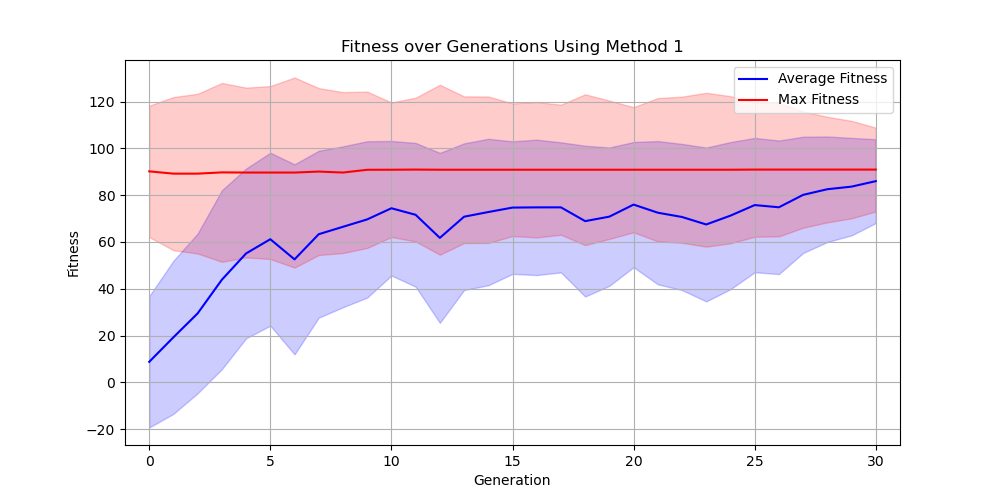 Fitness over Generations Using Method 1
Average Fitness
Max Fitness
120
100
80
60
40
20
0
−20
Fitness
0 5 10 15 20 25 30
Generation